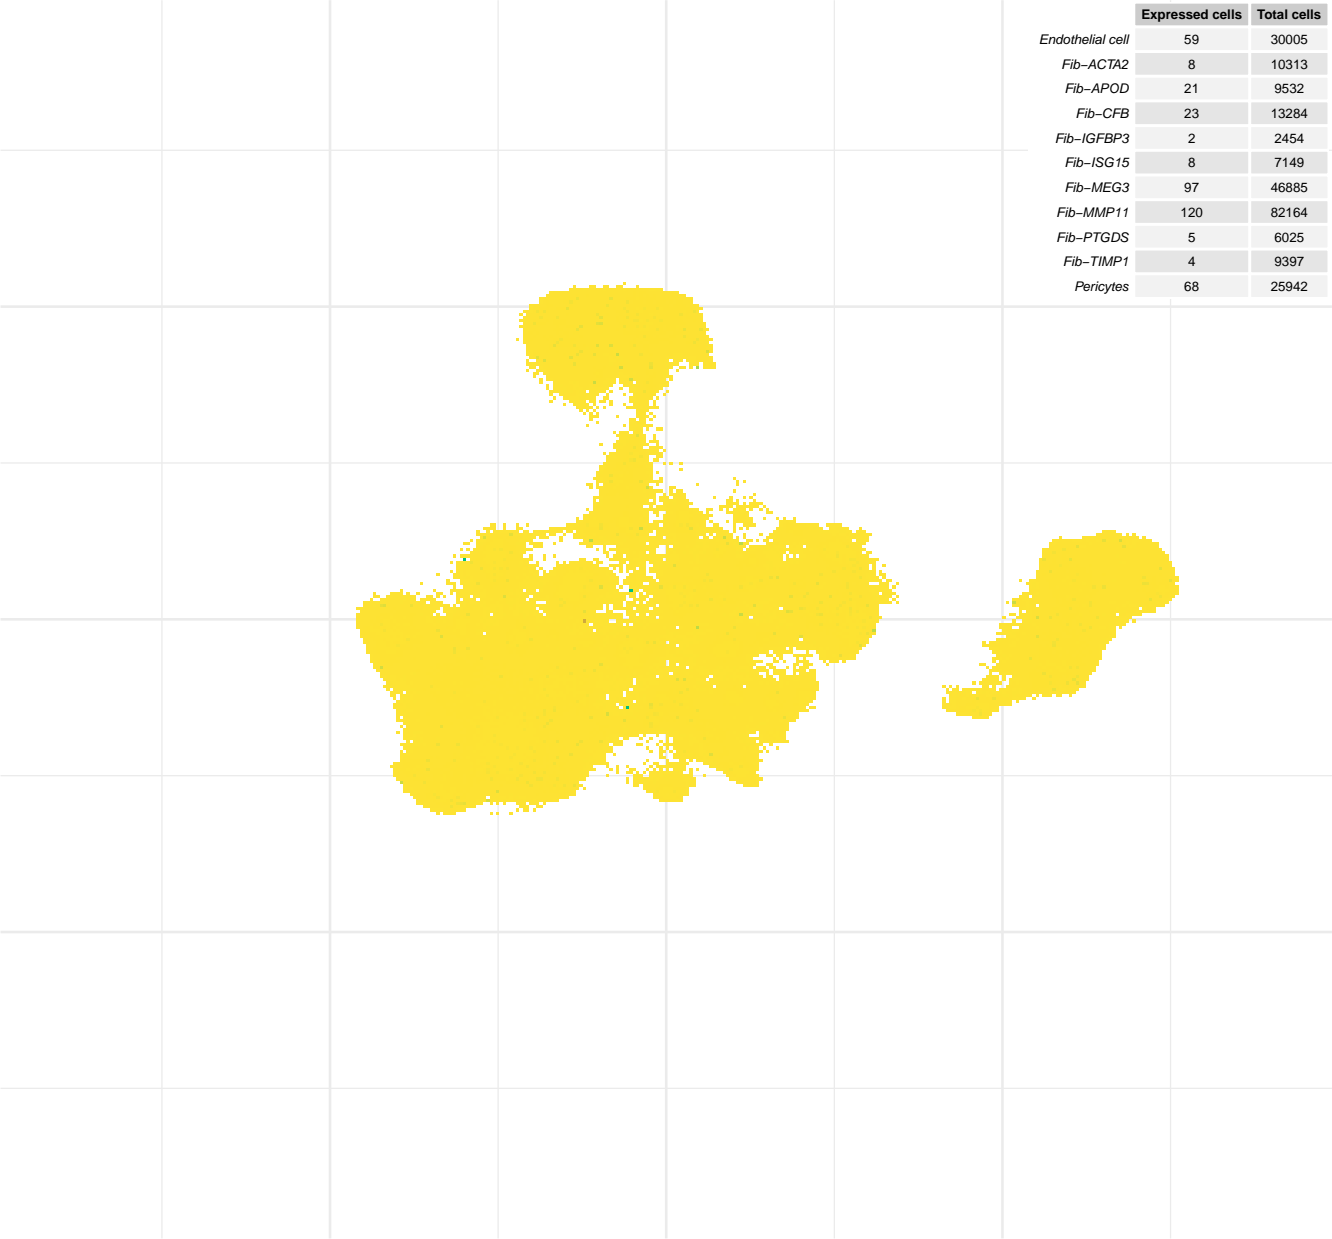 Expressed cells Total cells
Endothelial cell 59 30005
Fib−ACTA2 8 10313
Fib−APOD 21 9532
Fib−CFB 23 13284
Fib−IGFBP3 2 2454
Fib−ISG15 8 7149
Fib−MEG3 97 46885
Fib−MMP11 120 82164
Fib−PTGDS 5 6025
Fib−TIMP1 4 9397
Pericytes 68 25942